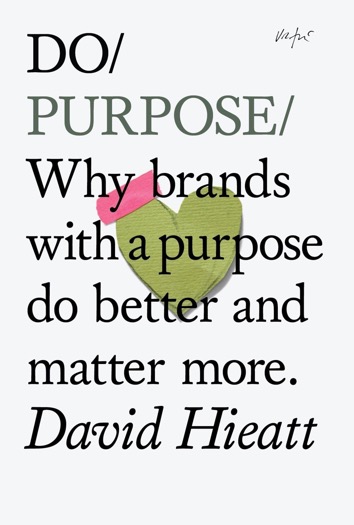 DO/
PURPOSE/
Why brands
with a purpose
do better and
matter more.
David Hieatt